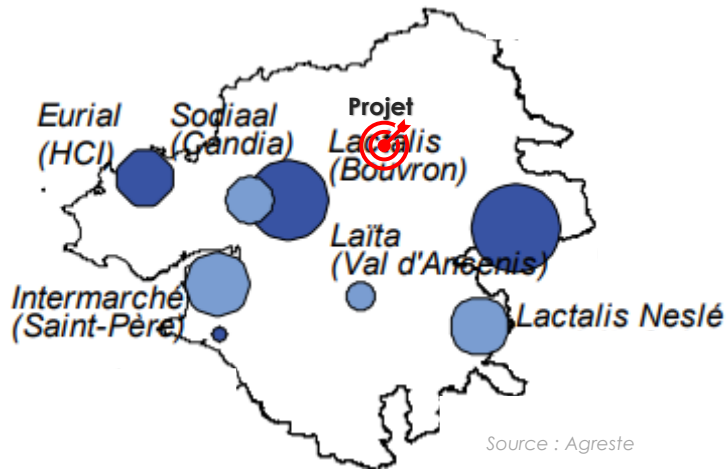 Projet
Eurial
(HCI)
Sodiaal
(Candia)
Lactalis
(Bouvron)
Laïta
(Val d'Ancenis)
Intermarché
(Saint-Père)
Lactalis Neslé
Source : Agreste